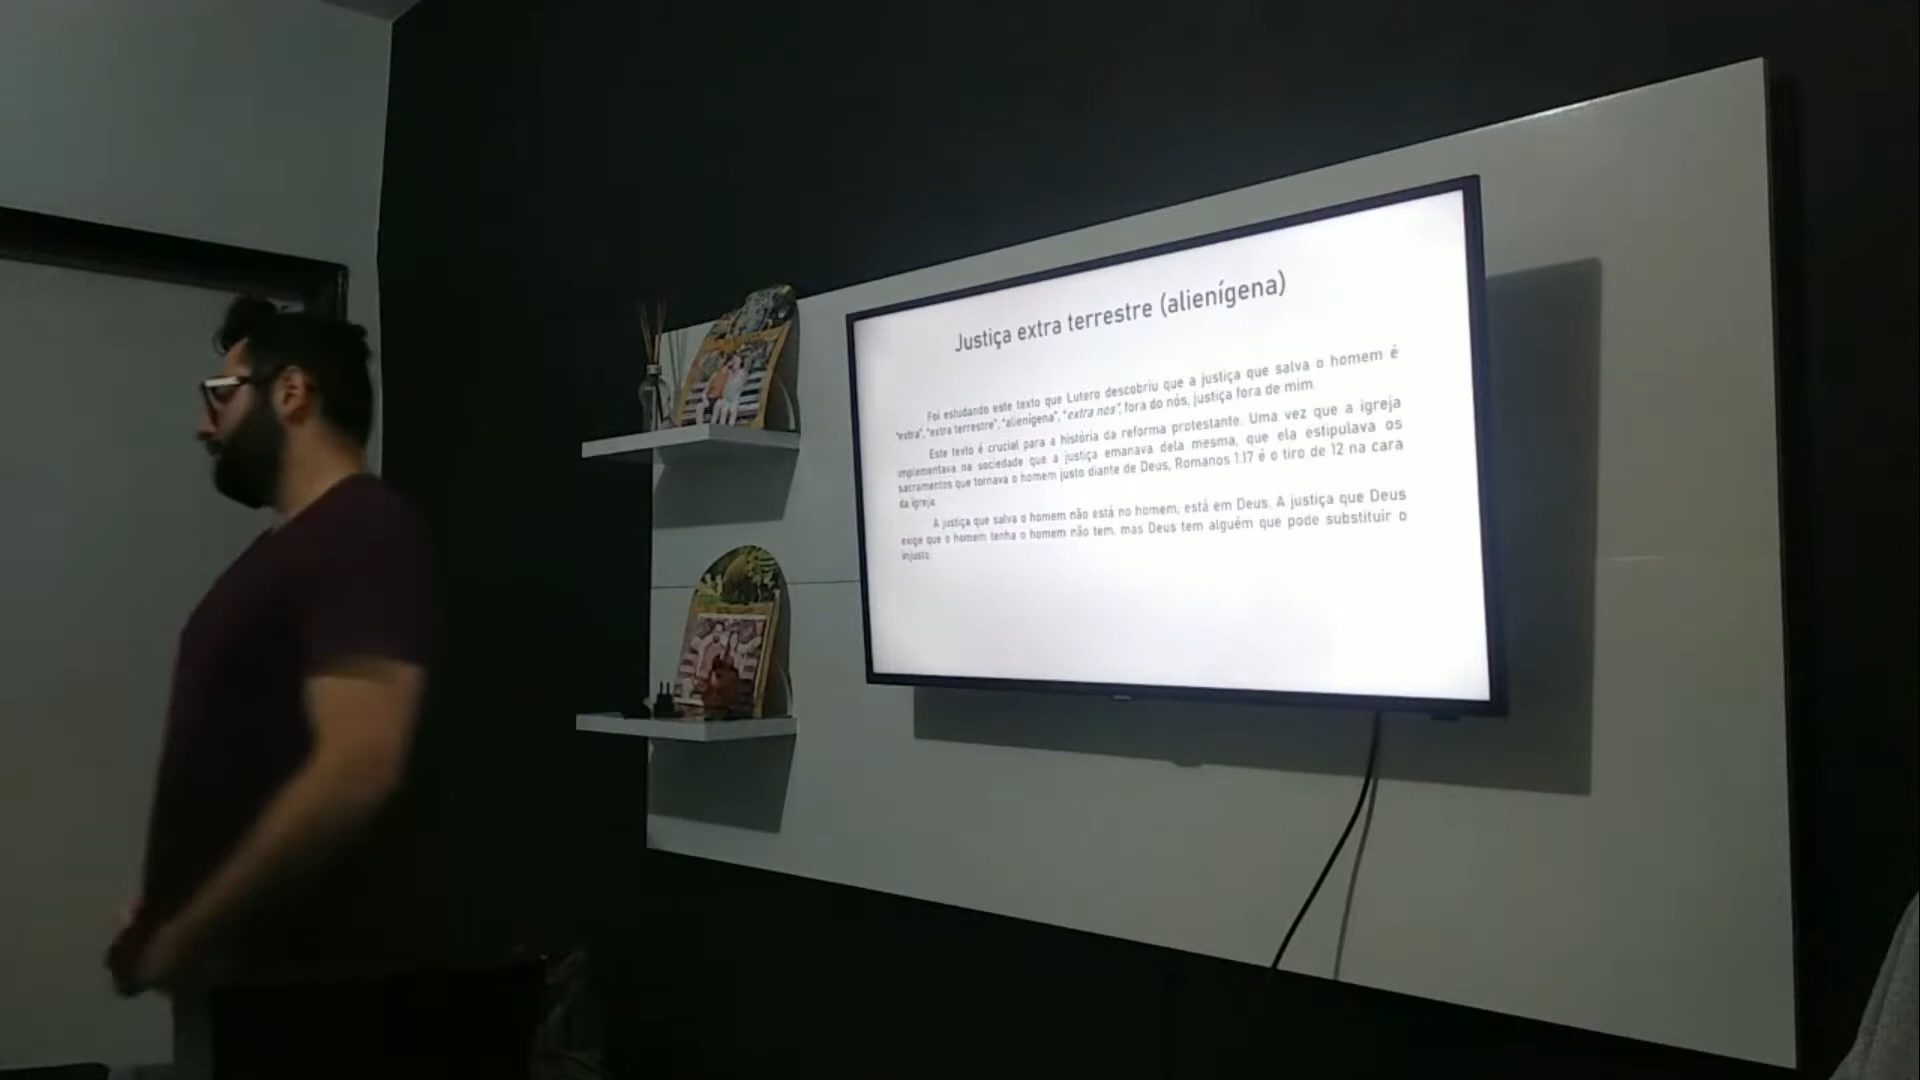 Justiça extra terrestre (alienígena)
Foi estudando este texto que Lutero descobriu que a justiça que salva o homem é
"extra", "extra terrestre", "alienígena", "extra nos", fora do nós, justiça fora de mim.
Este texto é crucial para a história da reforma protestante. Uma vez que a igreja
implementava na sociedade que a justiça emanava dela mesma, que ela estipulava os
sacramentos que tornava o homem justo diante de Deus, Romanos 1:17 é o tiro de 12 na cara
da igreja.
A justiça que salva o homem não está no homem, está em Deus. A justiça que Deus
exige que o homem tenha o homem não tem, mas Deus tem alguém que pode substituir o
injusto.